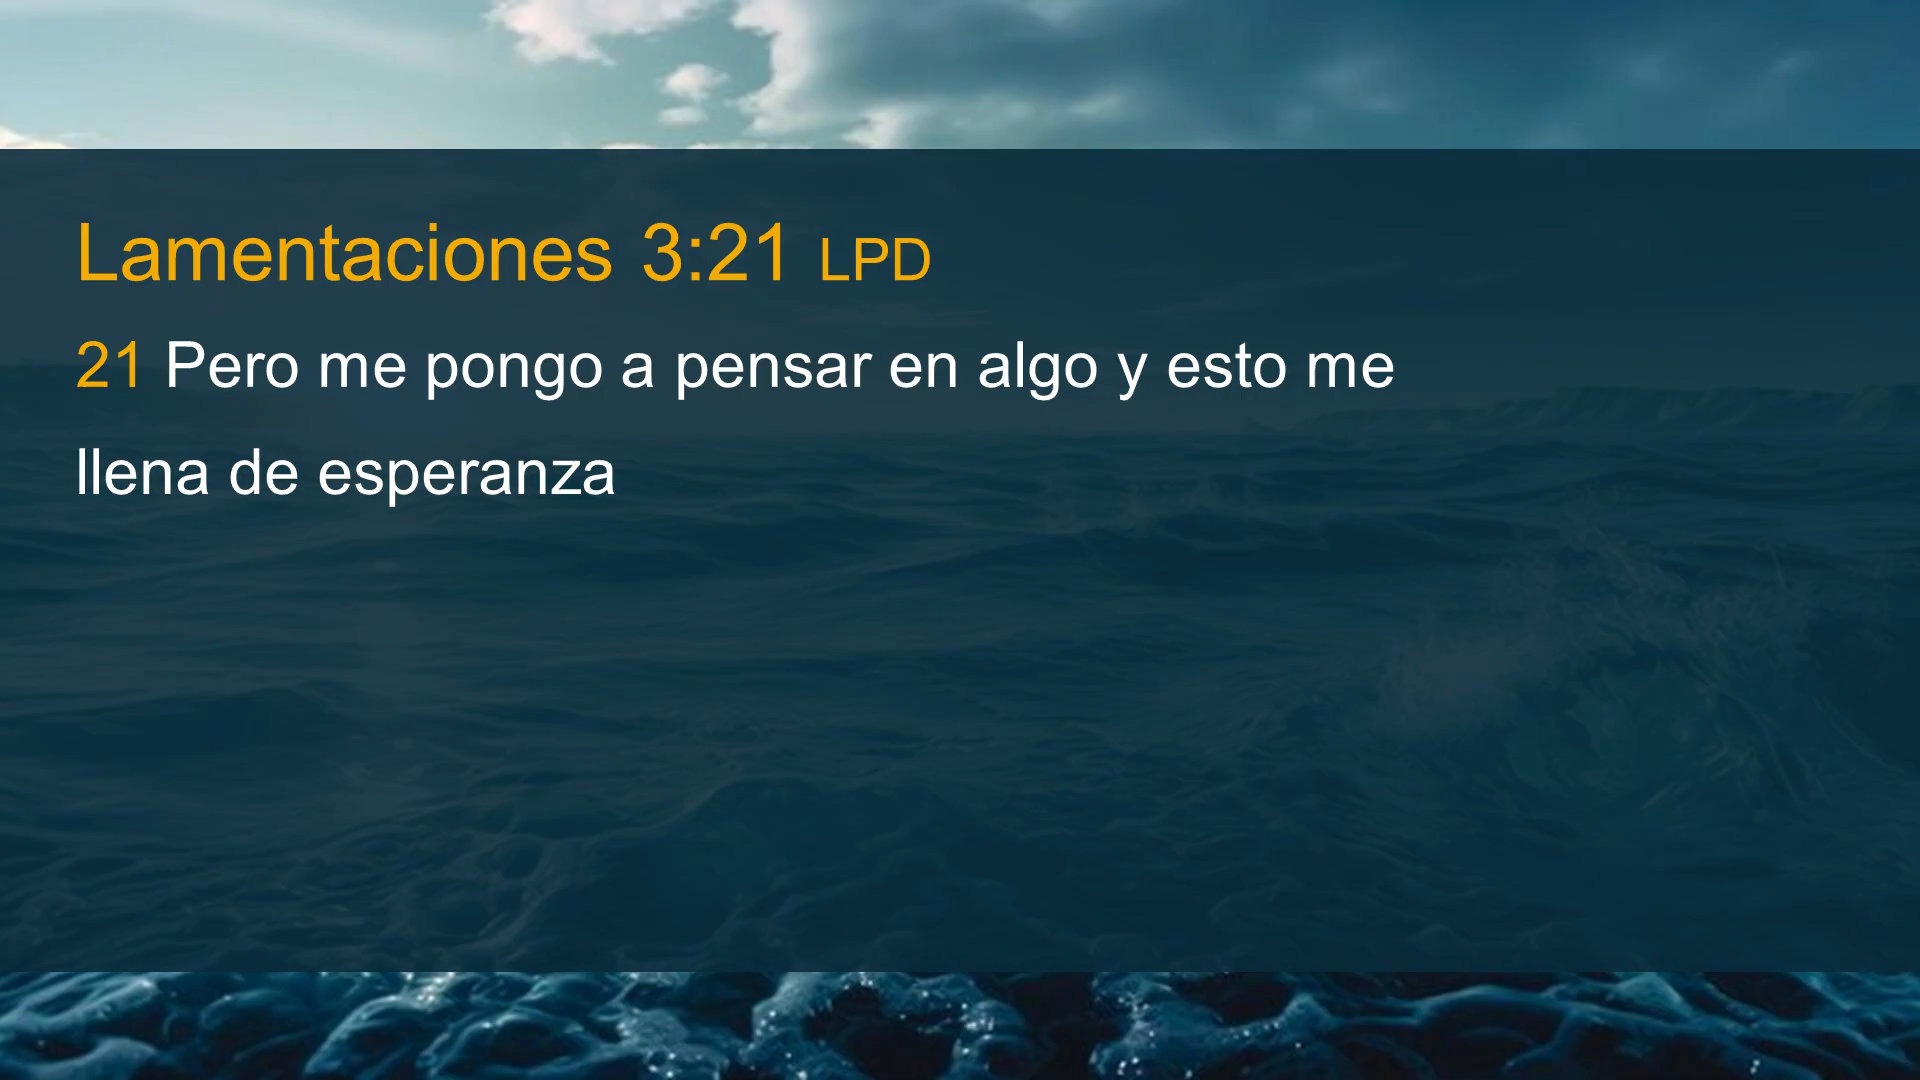 Lamentaciones 3:21 LPD
21 Pero me pongo a pensar en algo y esto me
llena de esperanza